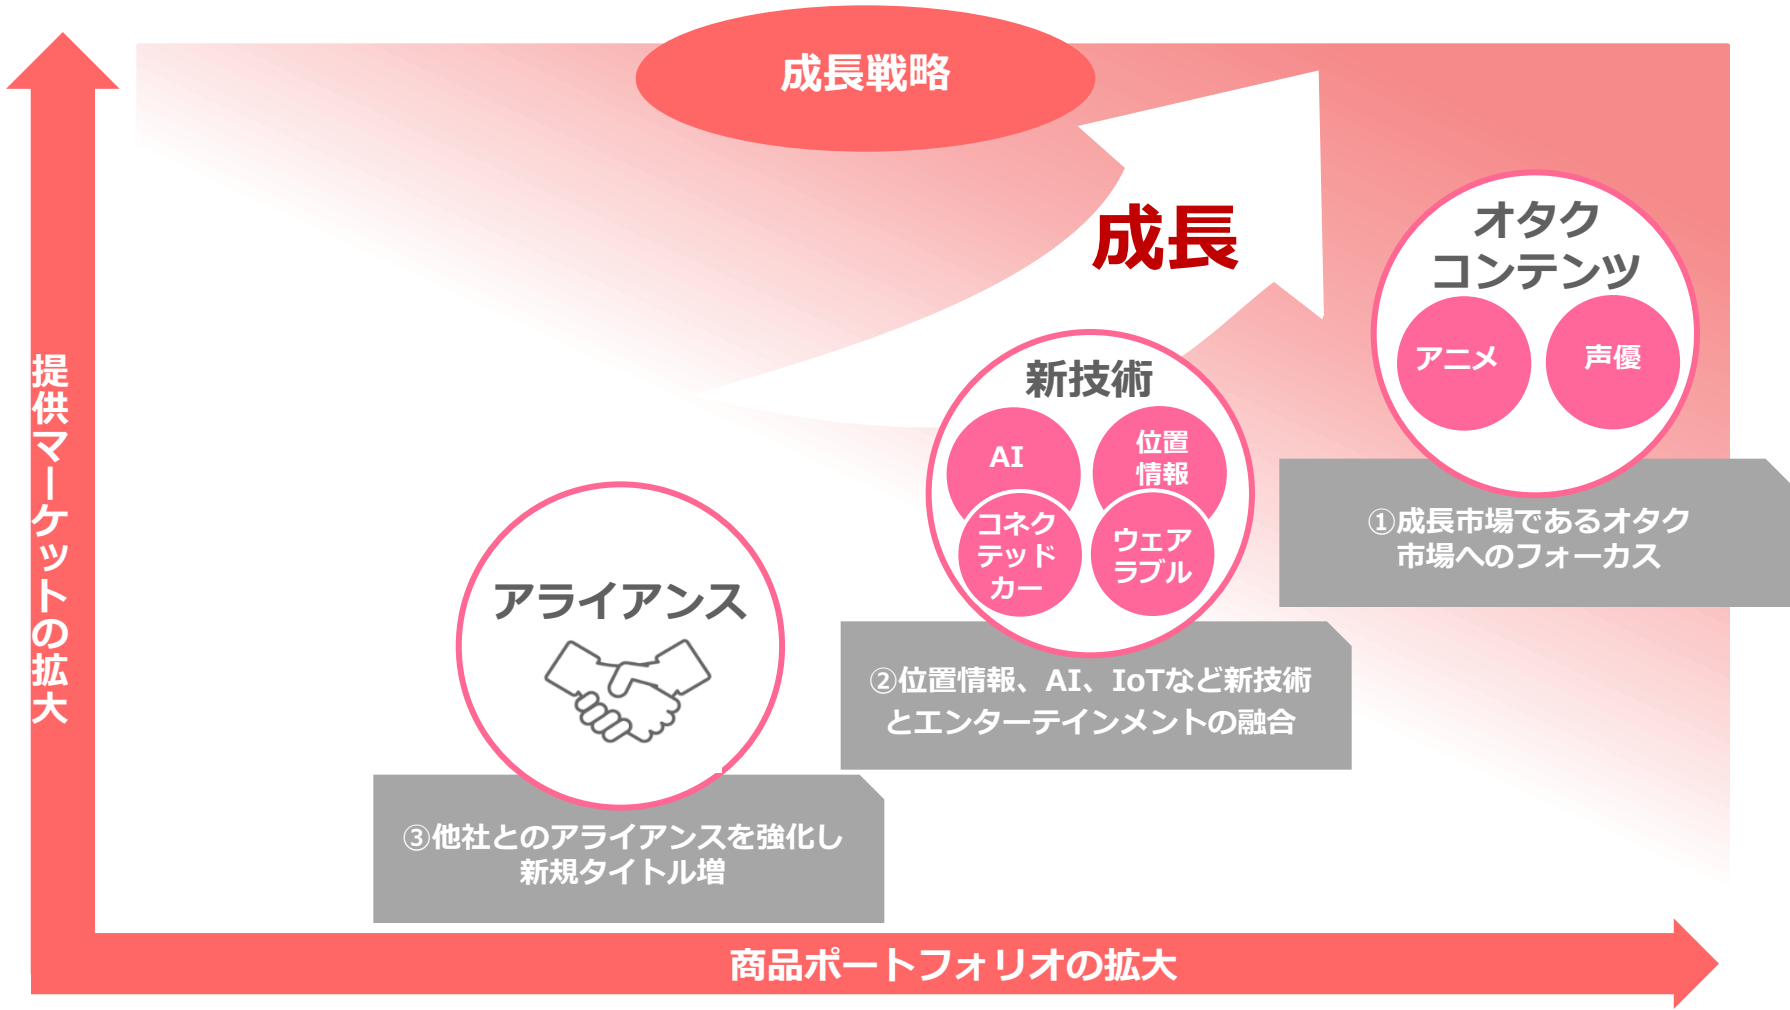 成長戦略
成長
オタク
コンテンツ
アニメ
声優
①成長市場であるオタク
市場へのフォーカス
新技術
AI
位置
情報
コネク
テッド
カー
ウェア
ラブル
②位置情報、AI、IoTなど新技術
とエンターテインメントの融合
アライアンス
③他社とのアライアンスを強化し
新規タイトル増
提供マーケットの拡大
商品ポートフォリオの拡大